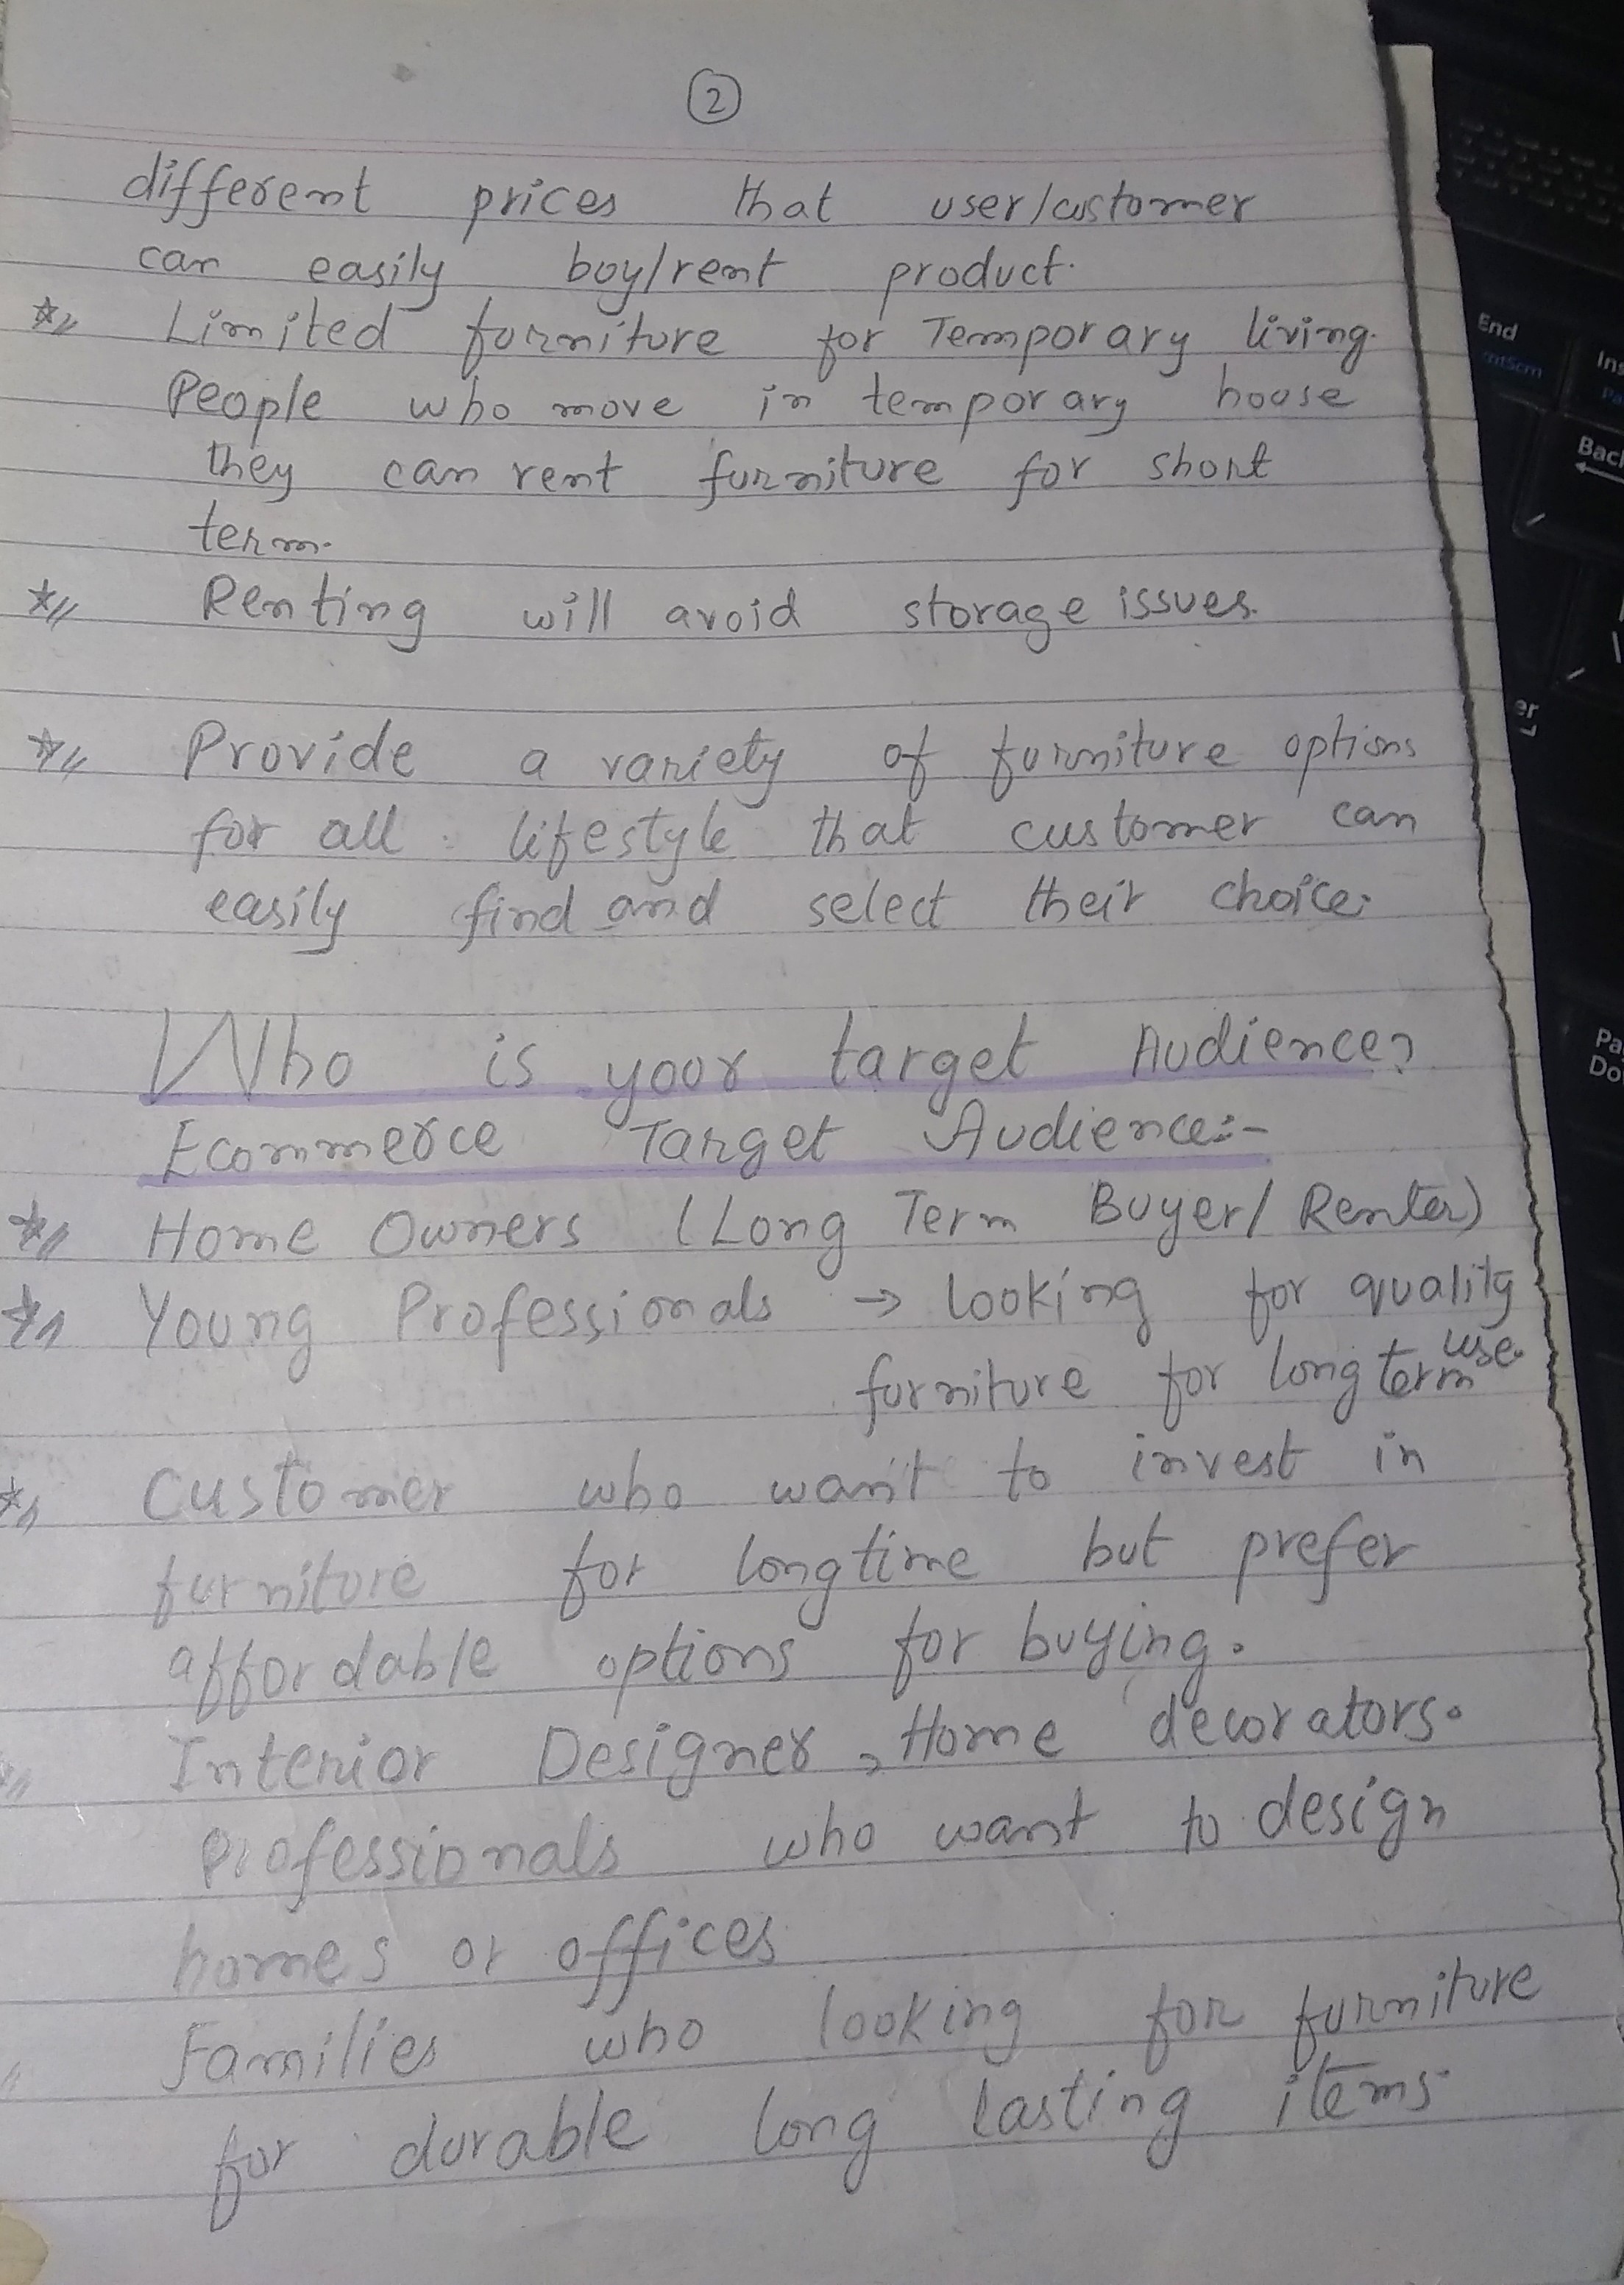 2
different prices that user/customer
can easily boy/rent product.
* Limited furniture for Temporary living.
People who move in temporary house
they can rent furniture for short
term.
* Renting will avoid storage issues.
* Provide a variety of furniture options
for all lifestyle that customer can
easily find and select their choice.
Who is your target Audience?
Ecommerce Target Audience:-
* Home Owners (Long Term Buyer/Renter)
* Young Professionals → looking for quality
furniture for long term use.
* Customer who want to invest in
furniture for longtime but prefer
affordable options for buying.
Interior Designer, Home decorators.
Professionals who want to design
homes or offices
Families who looking for furniture
for durable long lasting items.
End
Ins
Back
er
Pa
Do